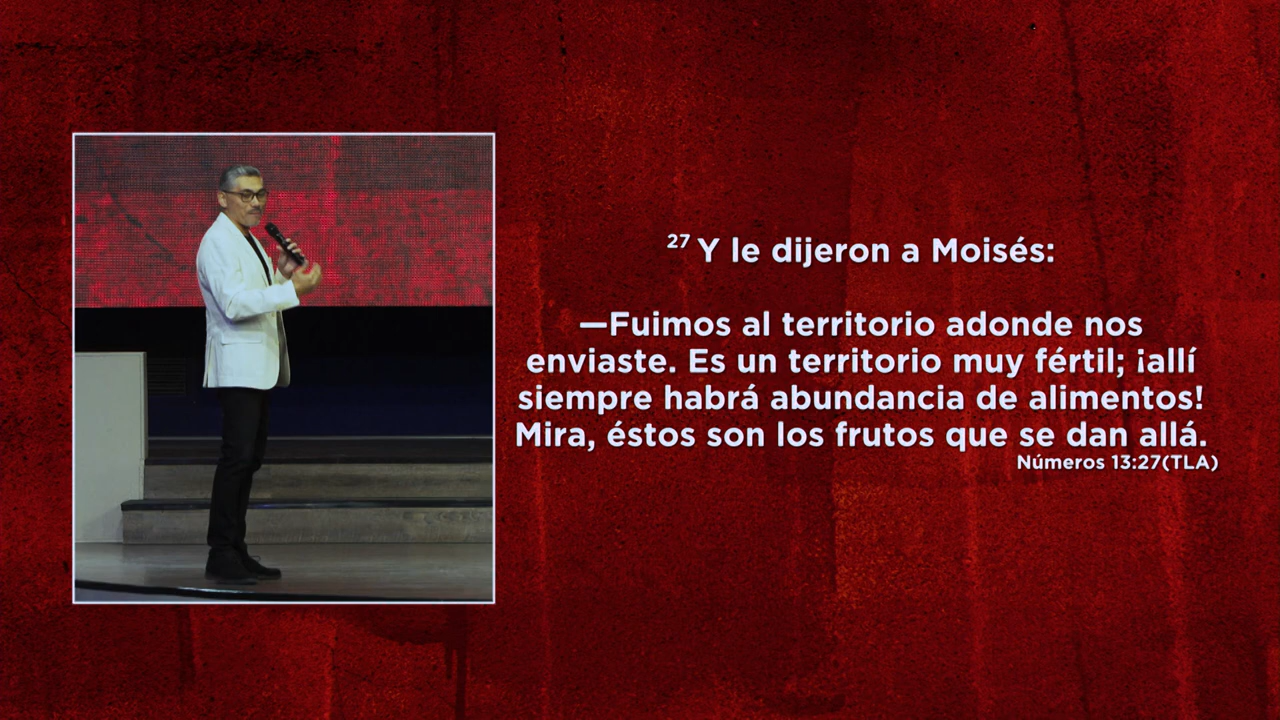 27 Y le dijeron a Moisés:
—Fuimos al territorio adonde nos
enviaste. Es un territorio muy fértil; ¡allí
siempre habrá abundancia de alimentos!
Mira, éstos son los frutos que se dan allá.
Números 13:27(TLA)